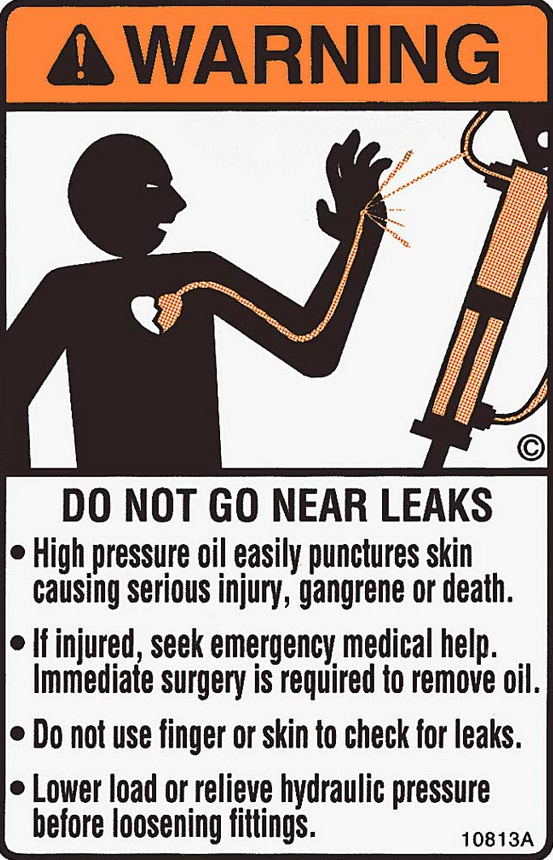 WARNING
©
DO NOT GO NEAR LEAKS
• High pressure oil easily punctures skin
causing serious injury, gangrene or death.
• If injured, seek emergency medical help.
Immediate surgery is required to remove oil.
• Do not use finger or skin to check for leaks.
• Lower load or relieve hydraulic pressure
before loosening fittings.
10813A